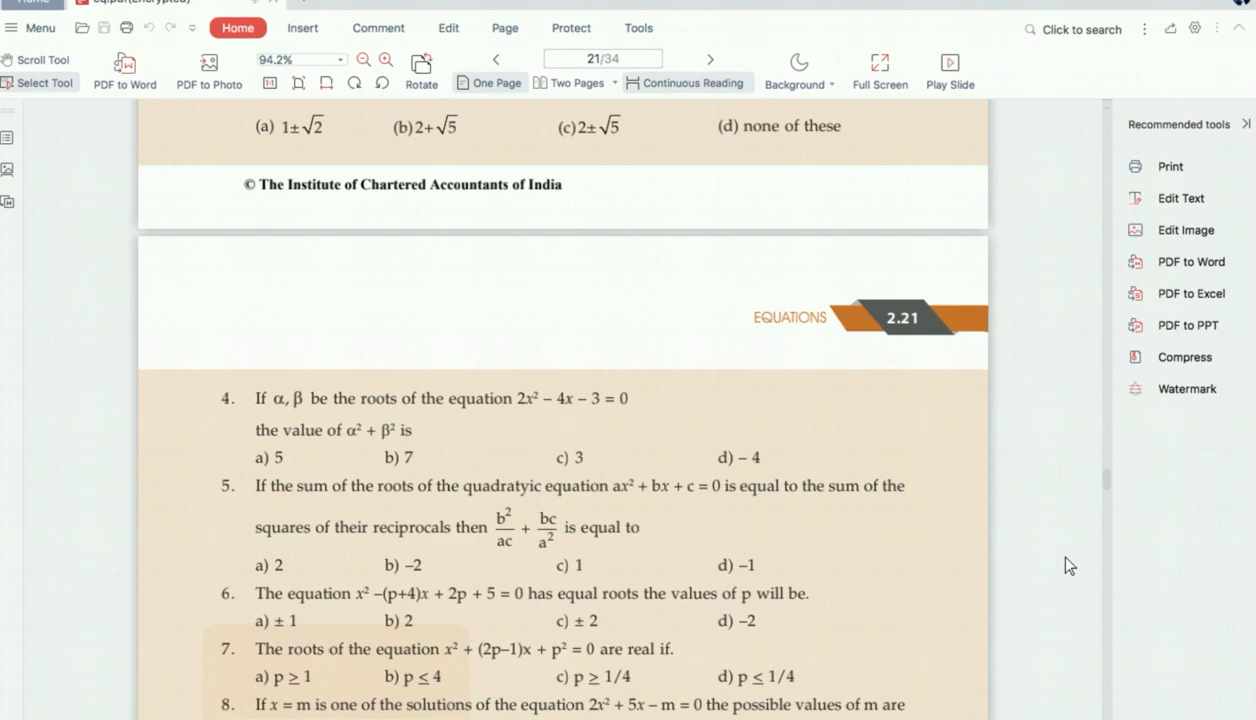 Home eq.pdf(Encrypted)
Menu Home Insert Comment Edit Page Protect Tools Click to search
Scroll Tool 94.2% 21/34
Select Tool PDF to Word PDF to Photo Rotate One Page Two Pages Continuous Reading Background Full Screen Play Slide
(a) 1±√2 (b)2+√5 (c)2±√5 (d) none of these
© The Institute of Chartered Accountants of India
EQUATIONS 2.21
4. If α, β be the roots of the equation 2x² – 4x – 3 = 0
the value of α² + β² is
a) 5 b) 7 c) 3 d) – 4
5. If the sum of the roots of the quadratyic equation ax² + bx + c = 0 is equal to the sum of the
squares of their reciprocals then b²/ac + bc/a² is equal to
a) 2 b) –2 c) 1 d) –1
6. The equation x² –(p+4)x + 2p + 5 = 0 has equal roots the values of p will be.
a) ± 1 b) 2 c) ± 2 d) –2
7. The roots of the equation x² + (2p–1)x + p² = 0 are real if.
a) p ≥ 1 b) p ≤ 4 c) p ≥ 1/4 d) p ≤ 1/4
8. If x = m is one of the solutions of the equation 2x² + 5x – m = 0 the possible values of m are
Recommended tools
Print
Edit Text
Edit Image
PDF to Word
PDF to Excel
PDF to PPT
Compress
Watermark